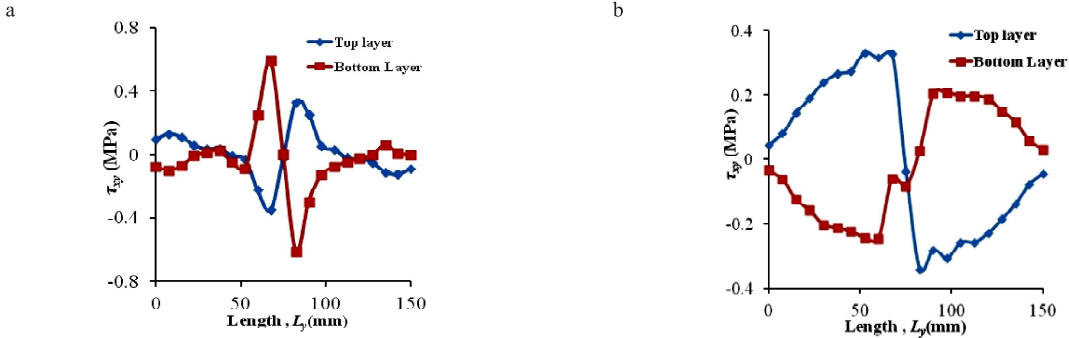 a
0.8
0.4
0
-0.4
-0.8
τxy (MPa)
Top layer
Bottom Layer
0
50
100
150
Length , Ly(mm)
b
0.4
0.2
0
-0.2
-0.4
τxy (MPa)
Top layer
Bottom Layer
0
50
100
150
Length , Ly(mm)